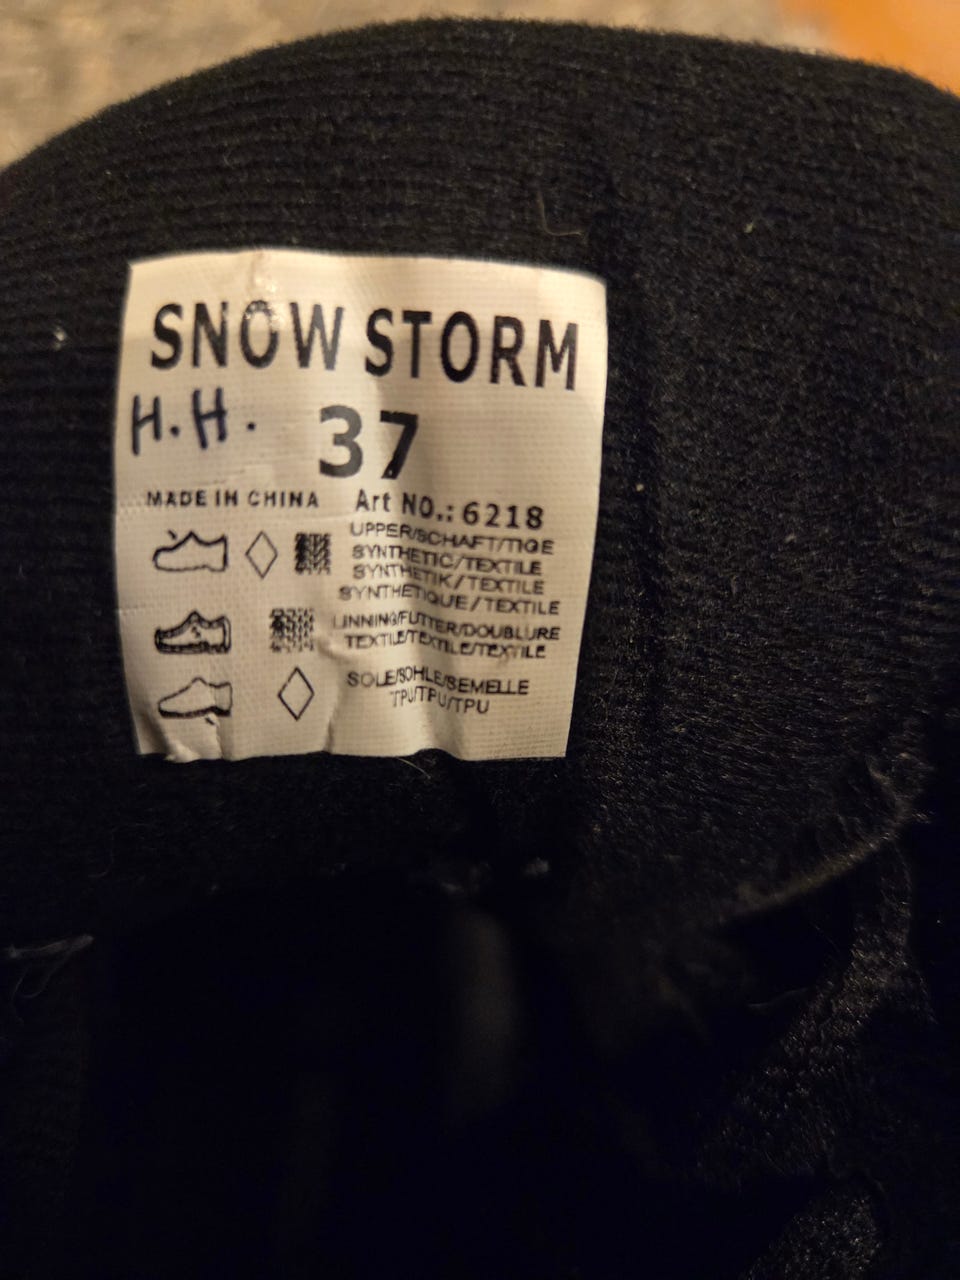 SNOW STORM
H.H. 37
MADE IN CHINA Art NO.: 6218
UPPER/SCHAFT/TIGE
SYNTHETIC/TEXTILE
SYNTHETIK/TEXTILE
SYNTHETIQUE/TEXTILE
LINNING/FUTTER/DOUBLURE
TEXTILE/TEXTILE/TEXTILE
SOLE/SOHLE/SEMELLE
TPU/TPU/TPU